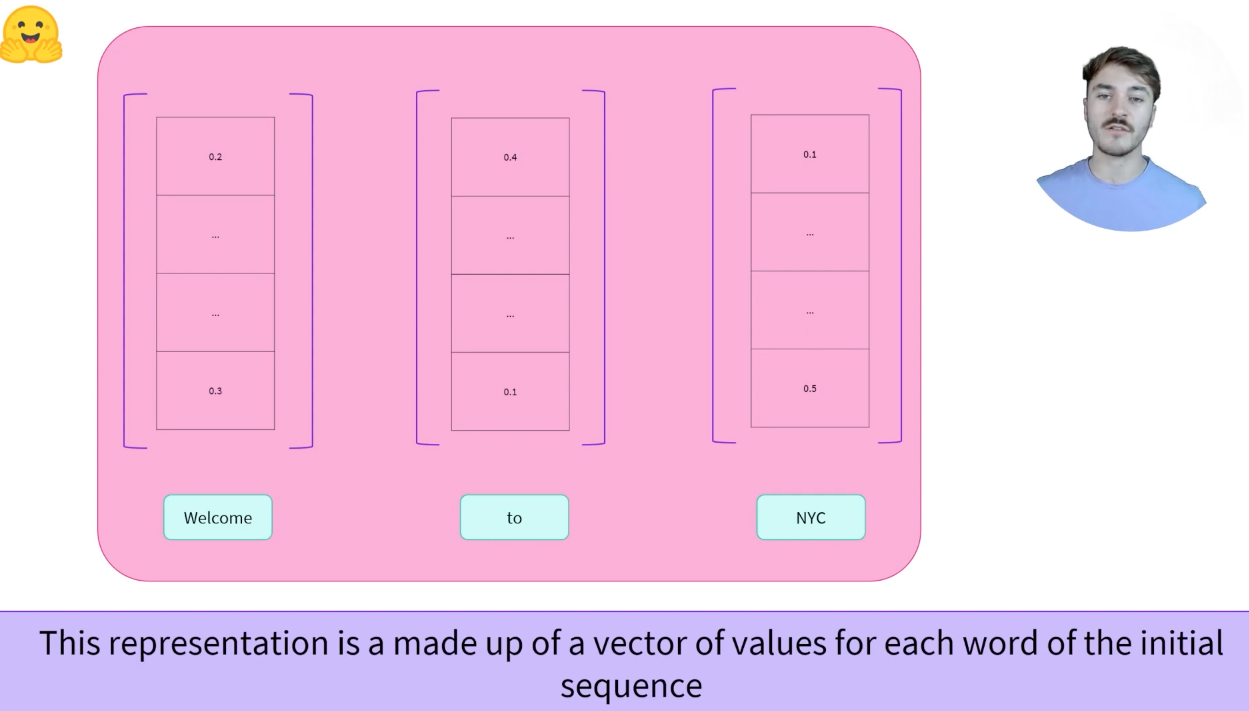 0.2 0.4 0.1
... ... ...
... ... ...
0.3 0.1 0.5
Welcome to NYC
This representation is a made up of a vector of values for each word of the initial
sequence